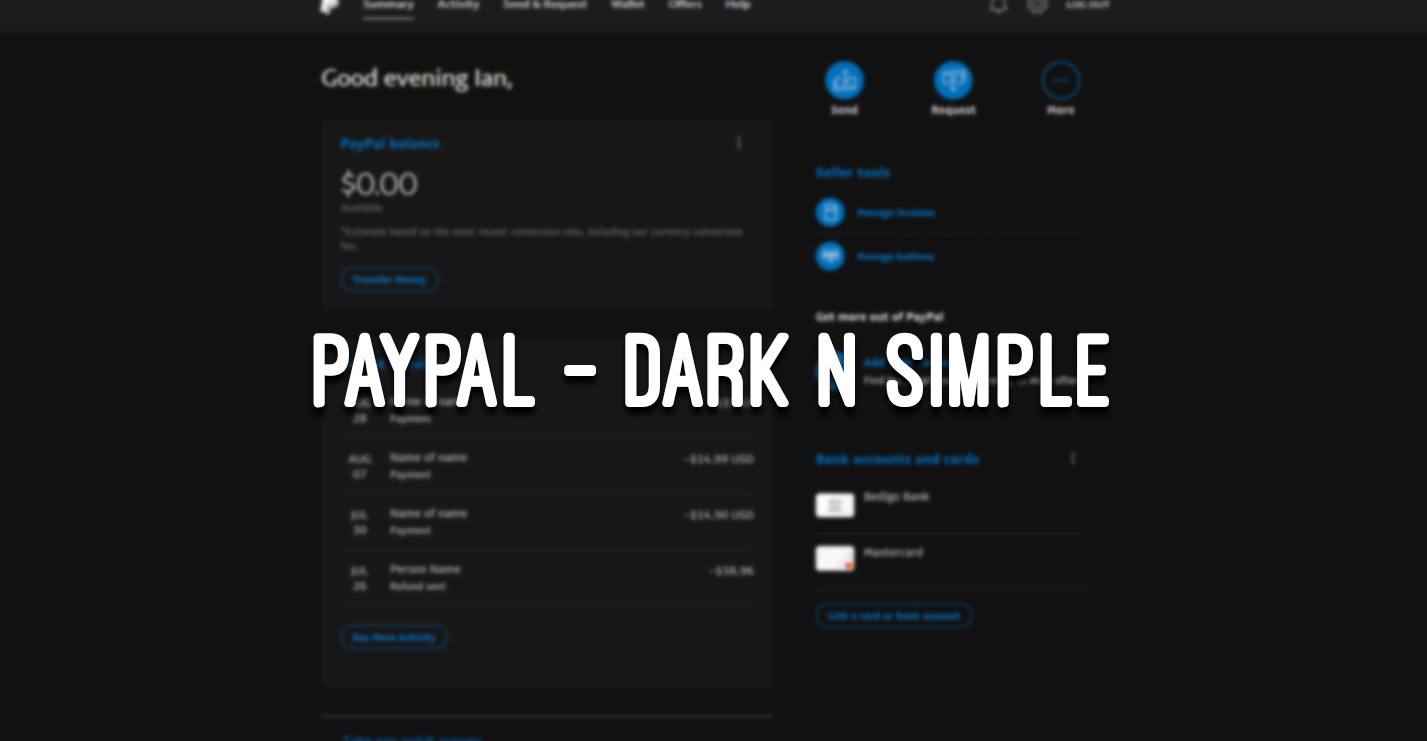 Summary Activity Send & Request Wallet Offers Help LOG OUT
Good evening Ian,
Send Request More
PayPal balance
$0.00
Available
*Estimate based on the most recent conversion rate, including our currency conversion
fee.
Transfer Money
Seller tools
Manage invoices
Manage buttons
Get more out of PayPal
PAYPAL - DARK N SIMPLE
28 Payment
AUG Name of name -$14.99 USD
07 Payment
JUL Name of name -$14.90 USD
30 Payment
JUL Person Name -$38.96
26 Refund sent
See More Activity
Bank accounts and cards
Bedigo Bank
Mastercard
Link a card or bank account